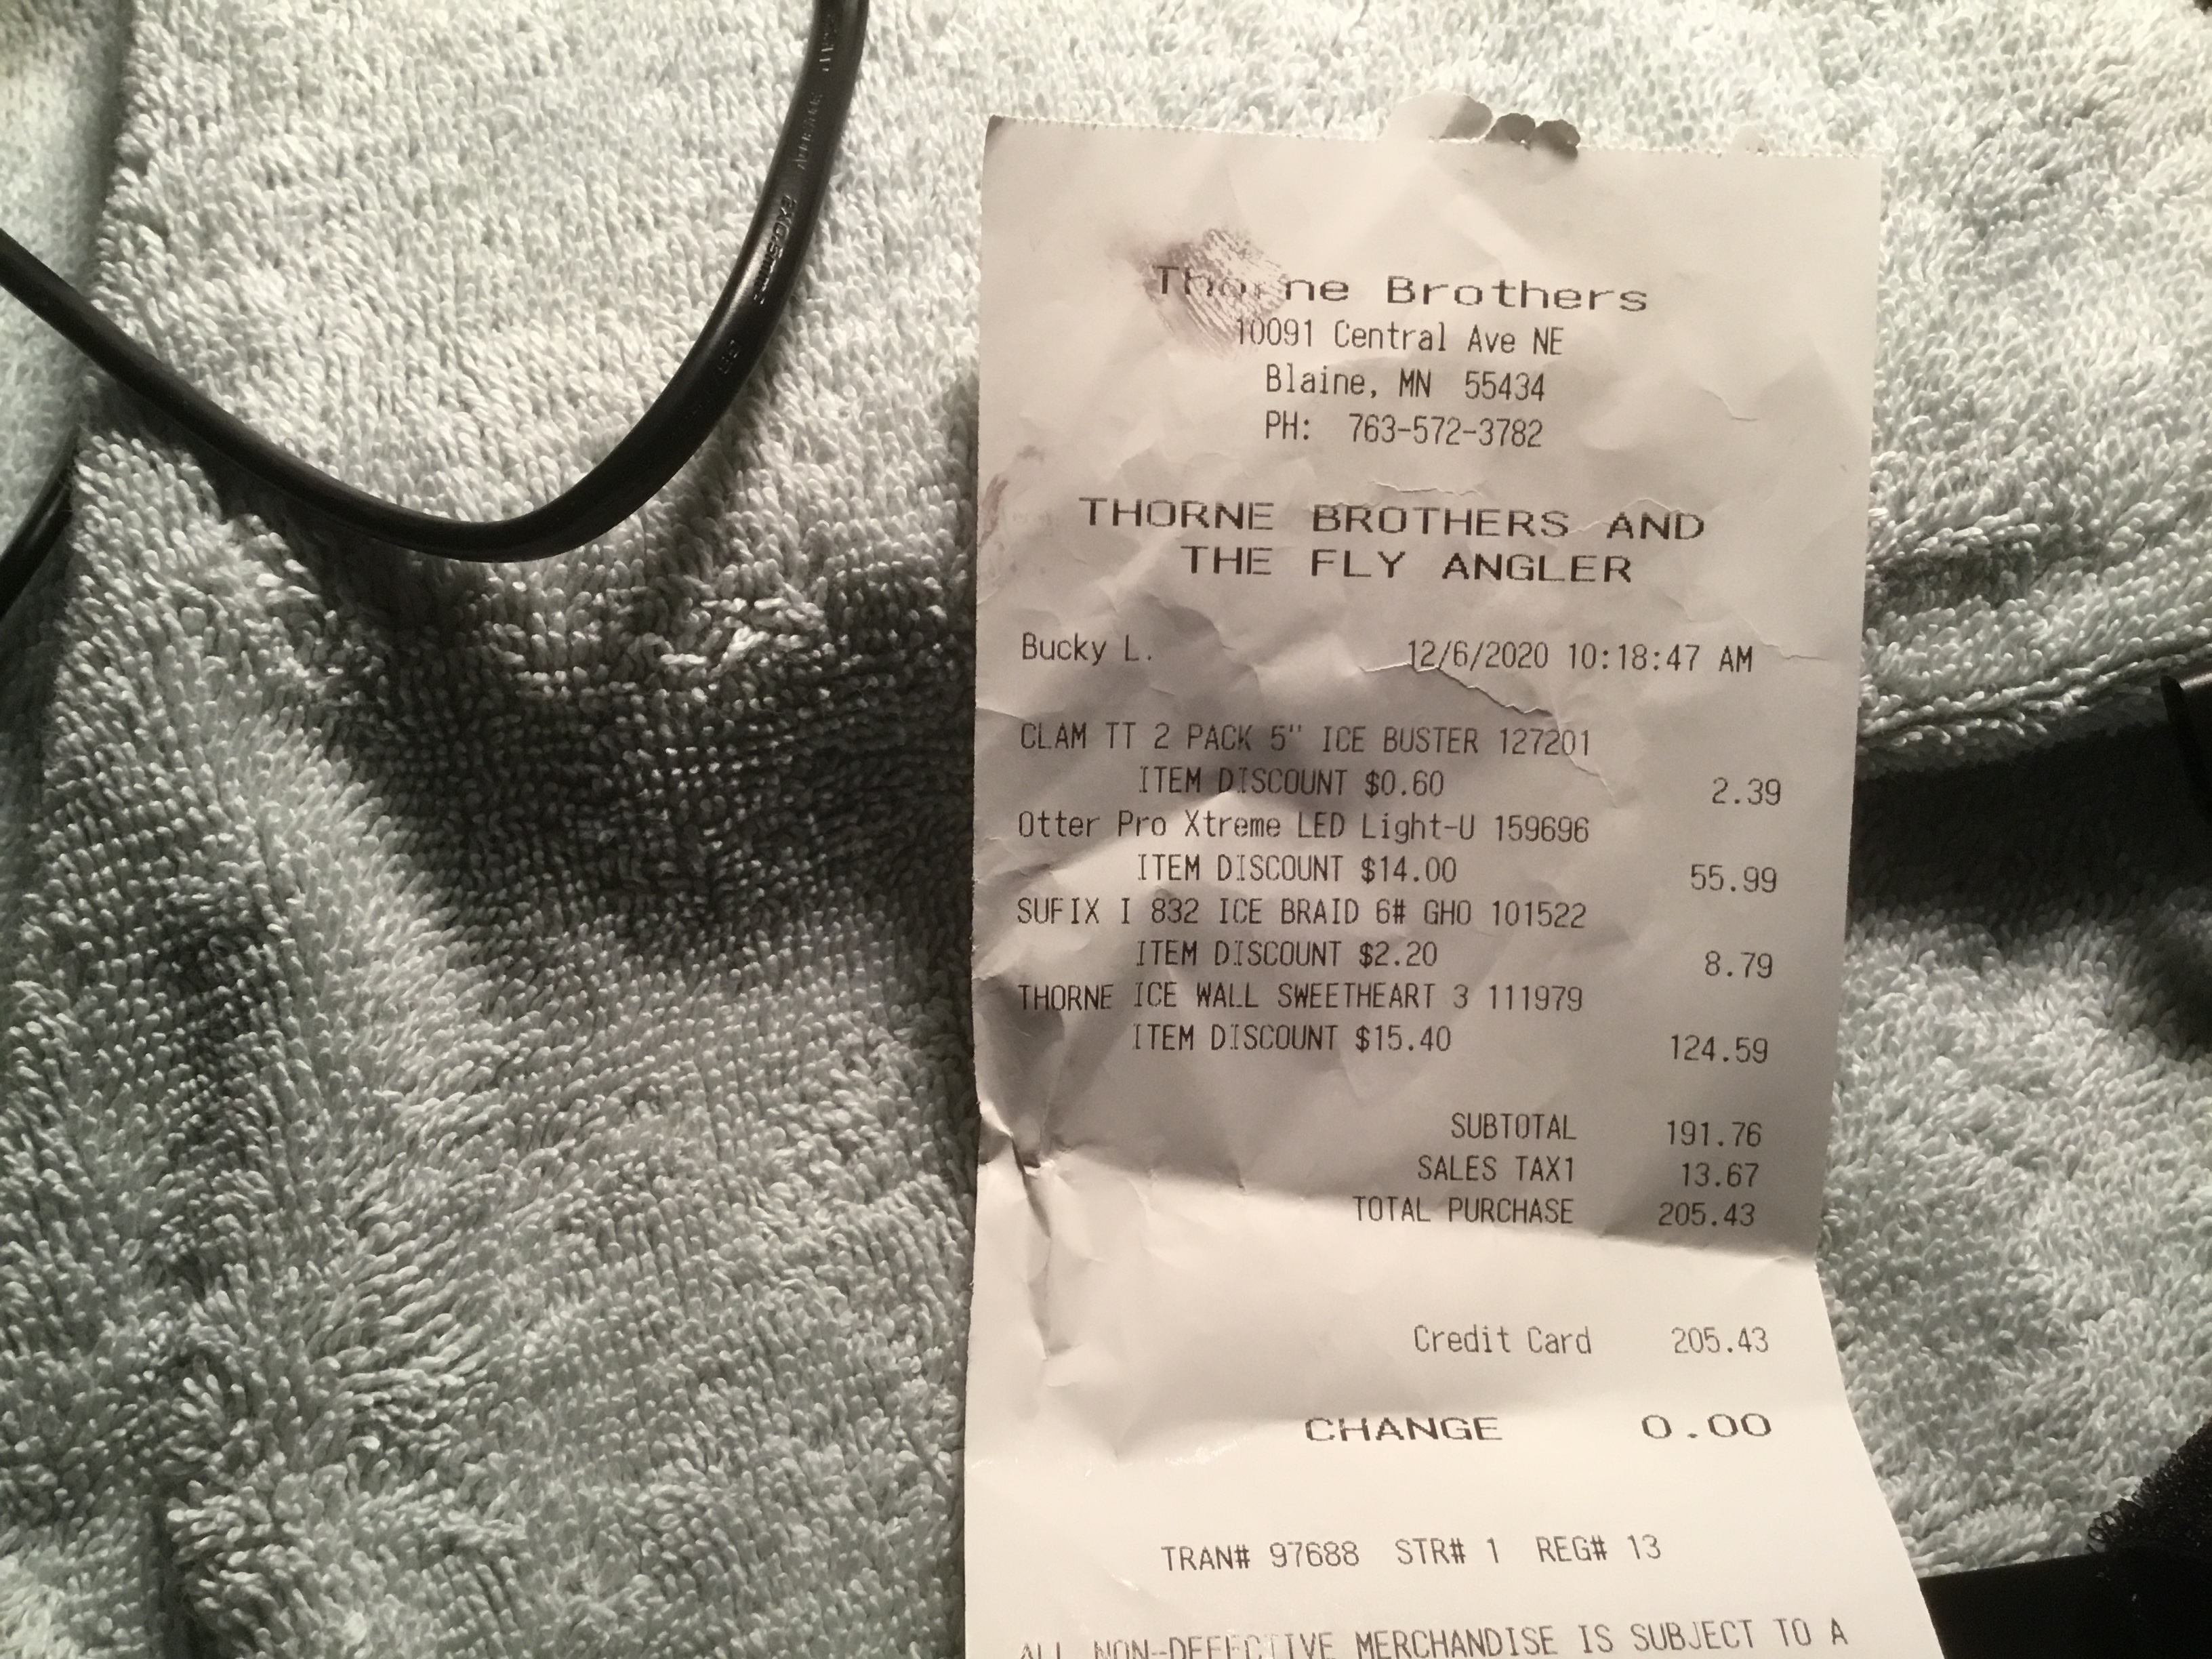 Thorne Brothers
10091 Central Ave NE
Blaine, MN 55434
PH: 763-572-3782
THORNE BROTHERS AND
THE FLY ANGLER
Bucky L. 12/6/2020 10:18:47 AM
CLAM TT 2 PACK 5" ICE BUSTER 127201
ITEM DISCOUNT $0.60 2.39
Otter Pro Xtreme LED Light-U 159696
ITEM DISCOUNT $14.00 55.99
SUFIX I 832 ICE BRAID 6# GHO 101522
ITEM DISCOUNT $2.20 8.79
THORNE ICE WALL SWEETHEART 3 111979
ITEM DISCOUNT $15.40 124.59
SUBTOTAL 191.76
SALES TAX1 13.67
TOTAL PURCHASE 205.43
Credit Card 205.43
CHANGE 0.00
TRAN# 97688 STR# 1 REG# 13
ALL NON-DEFECTIVE MERCHANDISE IS SUBJECT TO A